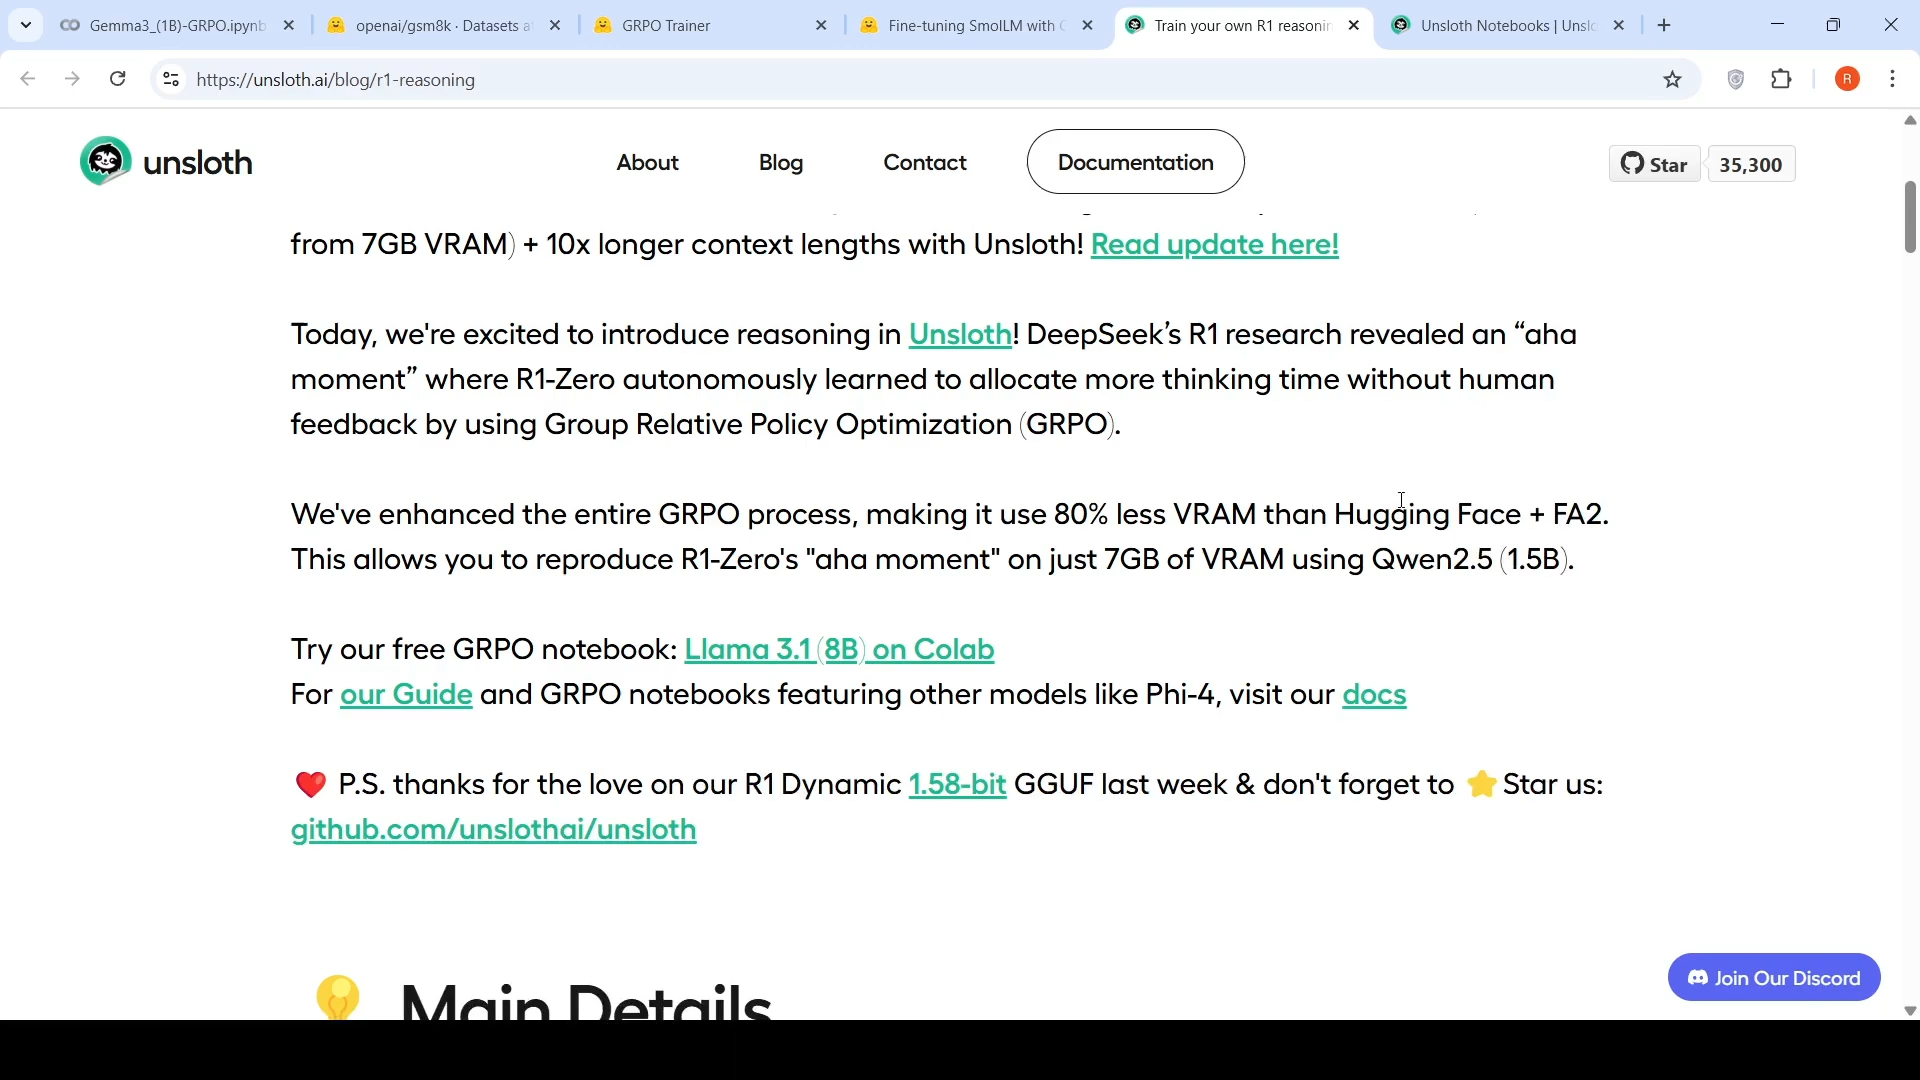 Gemma3_(1B)-GRPO.ipynb
openai/gsm8k · Datasets a
GRPO Trainer
Fine-tuning SmolLM with
Train your own R1 reasonin
Unsloth Notebooks | Unslo
https://unsloth.ai/blog/r1-reasoning
R
unsloth
About
Blog
Contact
Documentation
Star
35,300
from 7GB VRAM) + 10x longer context lengths with Unsloth! Read update here!
Today, we're excited to introduce reasoning in Unsloth! DeepSeek’s R1 research revealed an “aha
moment” where R1-Zero autonomously learned to allocate more thinking time without human
feedback by using Group Relative Policy Optimization (GRPO).
We've enhanced the entire GRPO process, making it use 80% less VRAM than Hugging Face + FA2.
This allows you to reproduce R1-Zero's "aha moment" on just 7GB of VRAM using Qwen2.5 (1.5B).
Try our free GRPO notebook: Llama 3.1 (8B) on Colab
For our Guide and GRPO notebooks featuring other models like Phi-4, visit our docs
❤️ P.S. thanks for the love on our R1 Dynamic 1.58-bit GGUF last week & don't forget to ⭐ Star us:
github.com/unslothai/unsloth
Main Details
Join Our Discord